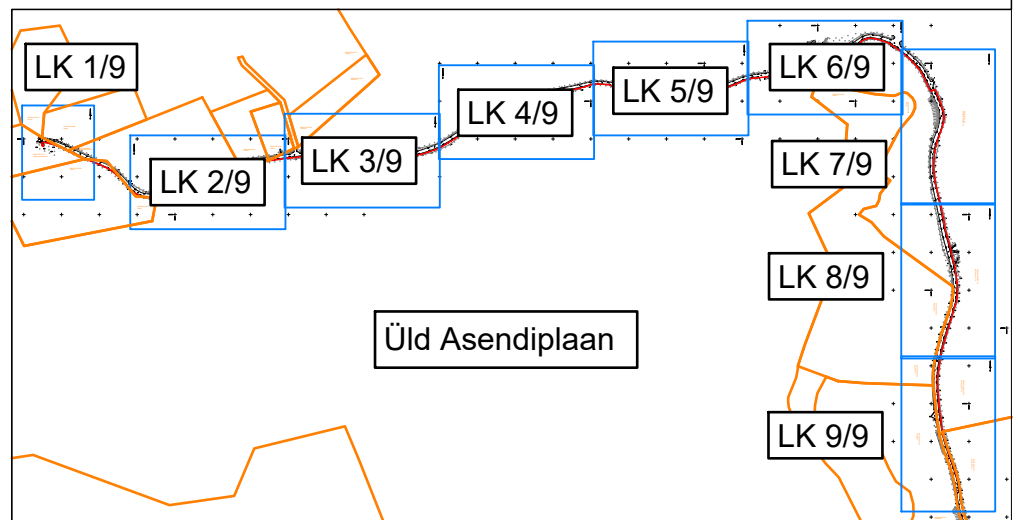 LK 1/9
LK 2/9
LK 3/9
LK 4/9
LK 5/9
LK 6/9
LK 7/9
LK 8/9
LK 9/9
Üld Asendiplaan